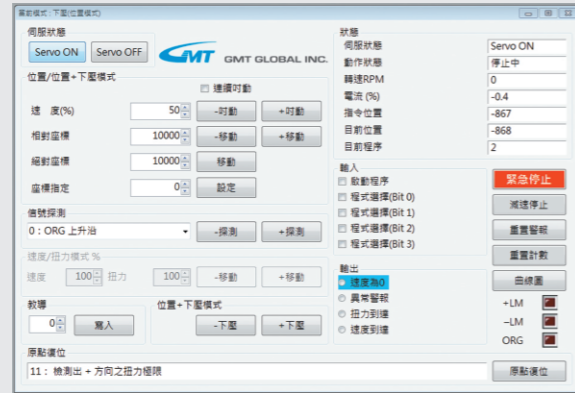 當前模式 : 下壓(位置模式)
伺服狀態
Servo ON
Servo OFF
GMT GLOBAL INC.
位置/位置+下壓模式
連續吋動
速 度(%)
50
-吋動
+吋動
相對座標
10000
-移動
+移動
絕對座標
10000
移動
座標指定
0
設定
信號探測
0 : ORG 上升沿
-探測
+探測
速度/扭力模式 %
速度
100
扭力
100
-移動
+移動
教導
0
寫入
位置+下壓模式
-下壓
+下壓
原點復位
11 : 檢測出 + 方向之扭力極限
原點復位
狀態
伺服狀態
Servo ON
動作狀態
停止中
轉速RPM
0
電流 (%)
-0.4
指令位置
-867
目前位置
-868
目前程序
2
輸入
啟動程序
程式選擇(Bit 0)
程式選擇(Bit 1)
程式選擇(Bit 2)
程式選擇(Bit 3)
輸出
速度為0
異常警報
扭力到達
速度到達
緊急停止
減速停止
重置警報
重置計數
曲線圖
+LM
-LM
ORG